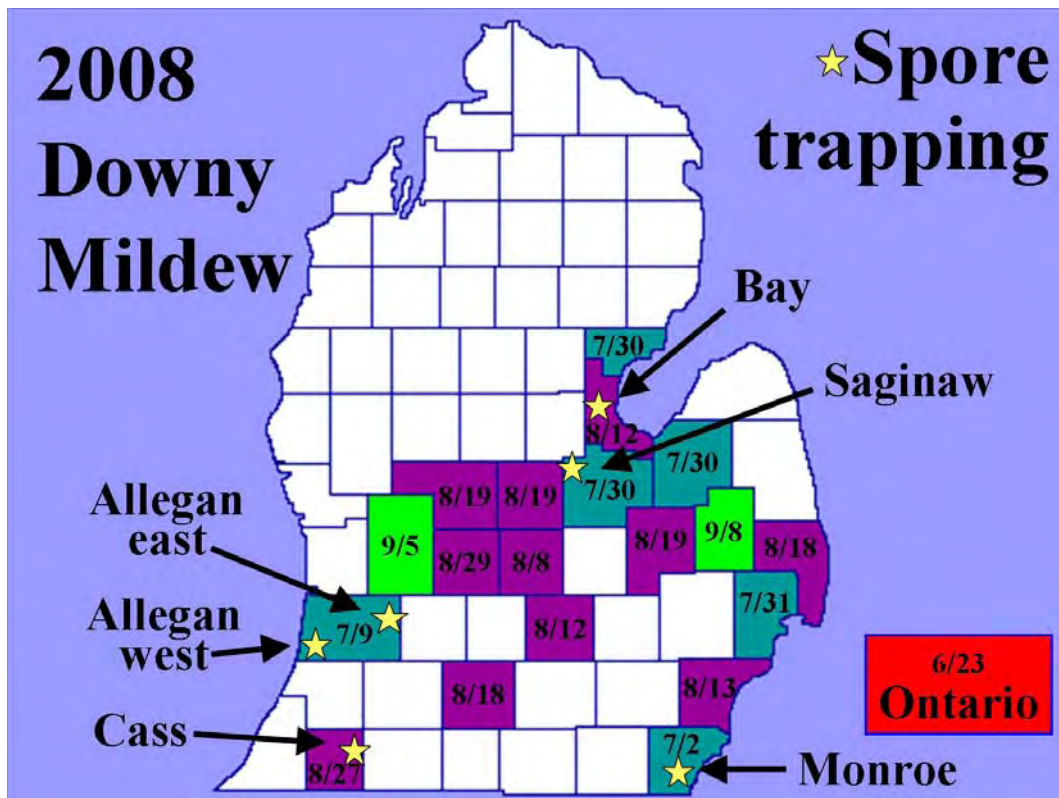 2008
Downy
Mildew
Spore
trapping
Bay
Saginaw
Allegan
east
Allegan
west
Cass
Monroe
6/23
Ontario
7/30
8/12
7/30
7/30
8/19
8/19
9/5
8/29
8/8
8/19
9/8
8/18
7/31
7/9
8/12
8/18
8/13
8/27
7/2